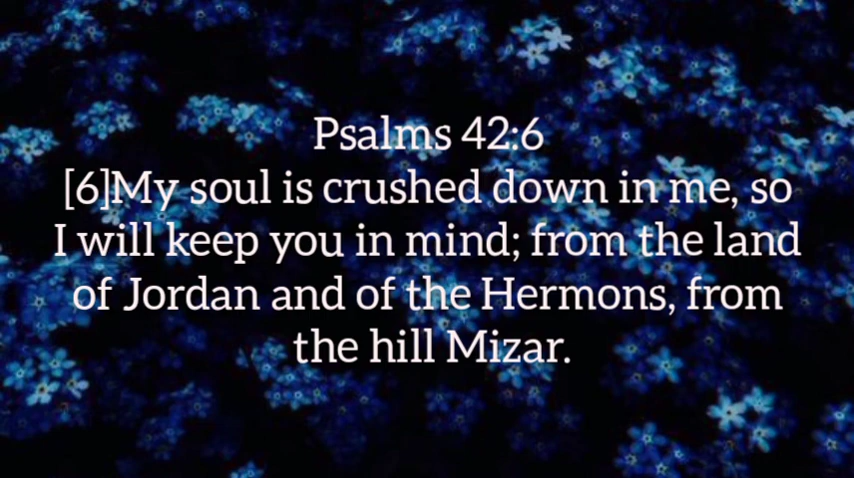 Psalms 42:6
[6]My soul is crushed down in me, so
I will keep you in mind; from the land
of Jordan and of the Hermons, from
the hill Mizar.